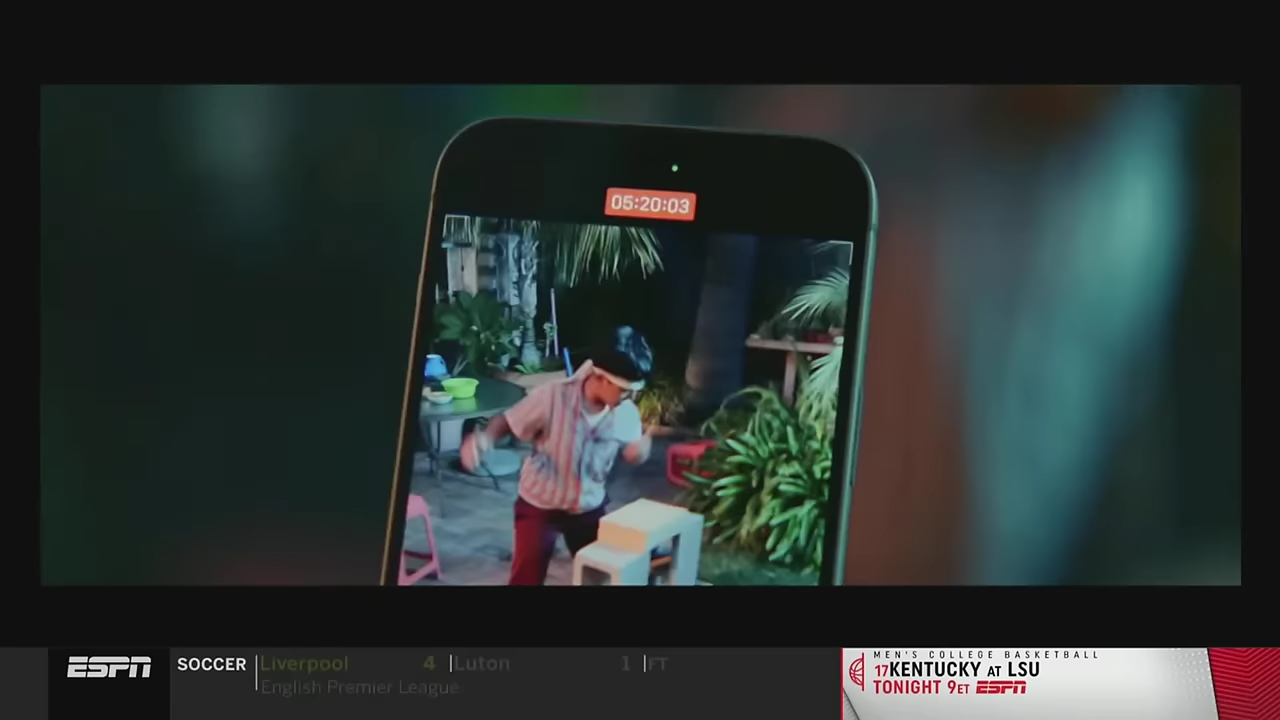 05:20:03
ESPN
SOCCER
Liverpool 4
Luton 1
FT
English Premier League
MEN'S COLLEGE BASKETBALL
17 KENTUCKY AT LSU
TONIGHT 9ET ESPN